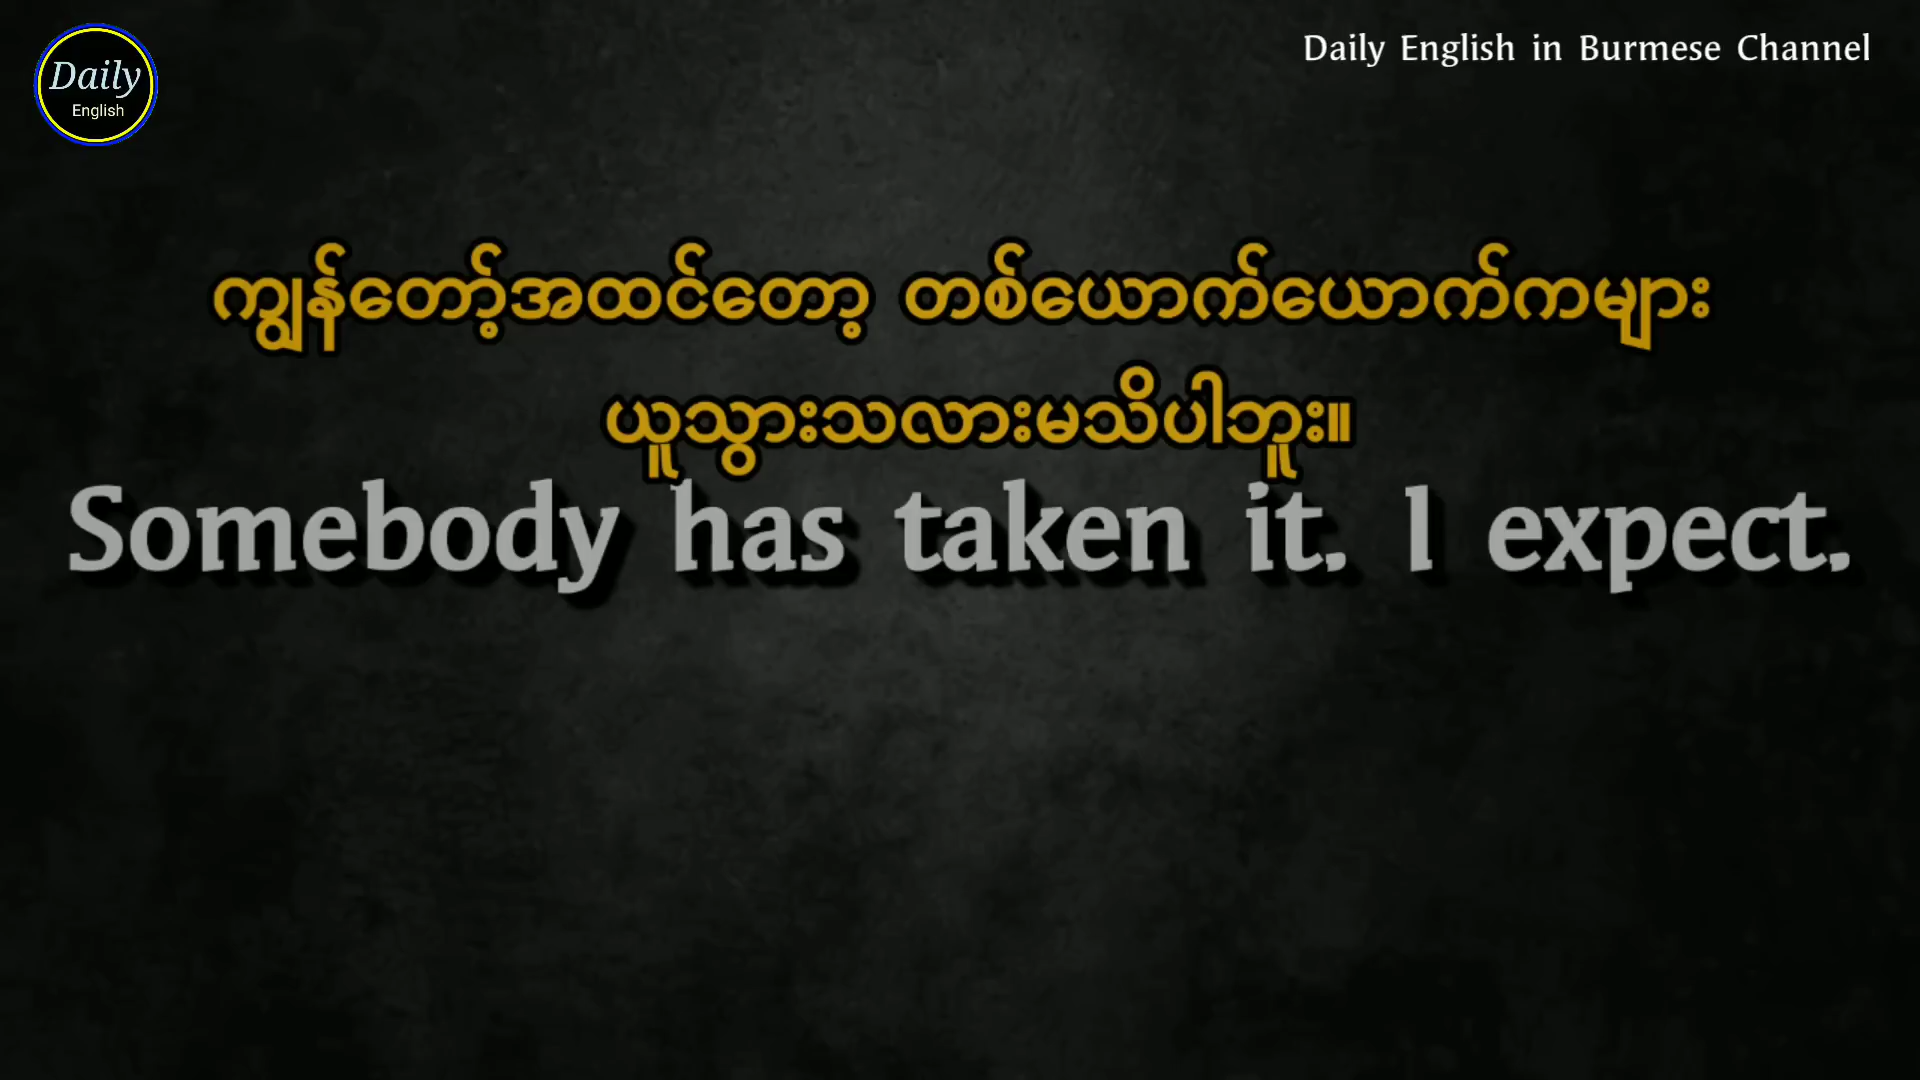 Daily
English
Daily English in Burmese Channel
ကျွန်တော့်အထင်တော့ တစ်ယောက်ယောက်ကများ
ယူသွားသလားမသိပါဘူး။
Somebody has taken it. I expect.